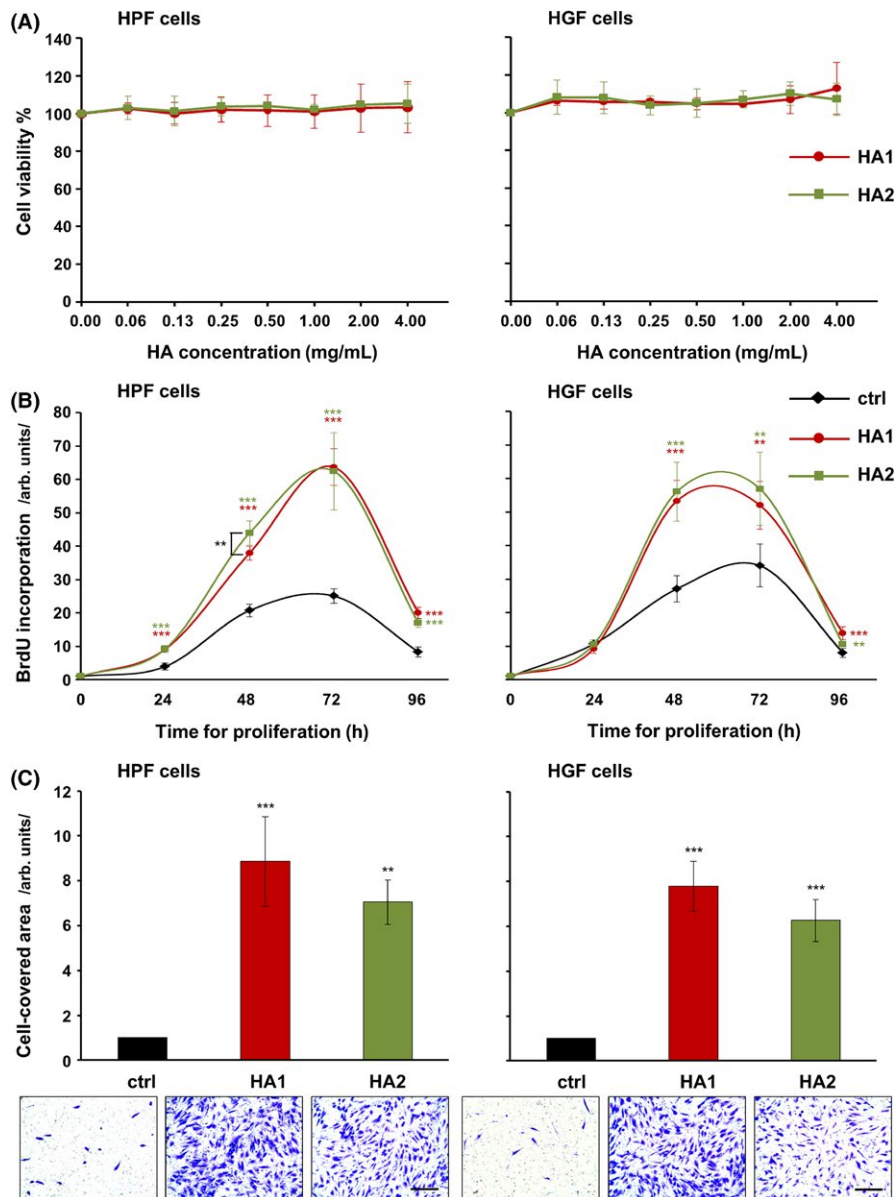 (A)
HPF cells
HGF cells
140
120
100
80
60
40
20
0
Cell viability %
0.00 0.06 0.13 0.25 0.50 1.00 2.00 4.00
0.00 0.06 0.13 0.25 0.50 1.00 2.00 4.00
HA concentration (mg/mL)
HA concentration (mg/mL)
HA1
HA2
(B)
HPF cells
HGF cells
80
70
60
50
40
30
20
10
0
BrdU incorporation /arb. units/
***
***
***
***
**
***
***
***
***
***
***
**
**
***
**
0 24 48 72 96
0 24 48 72 96
Time for proliferation (h)
Time for proliferation (h)
ctrl
HA1
HA2
(C)
HPF cells
HGF cells
12
10
8
6
4
2
0
Cell-covered area /arb. units/
***
**
***
***
ctrl HA1 HA2
ctrl HA1 HA2